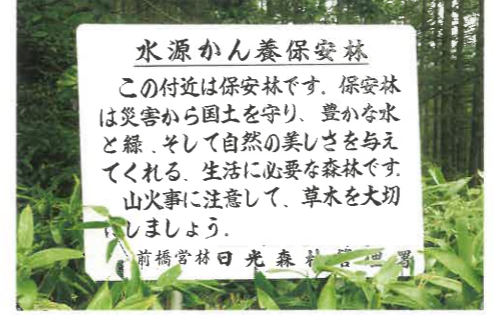 水源かん養保安林
この付近は保安林です．保安林
は災害から国土を守り、豊かな水
と緑、そして自然の美しさを与え
てくれる、生活に必要な森林です．
山火事に注意して、草木を大切
にしましょう．
前橋営林 日光森林管理署